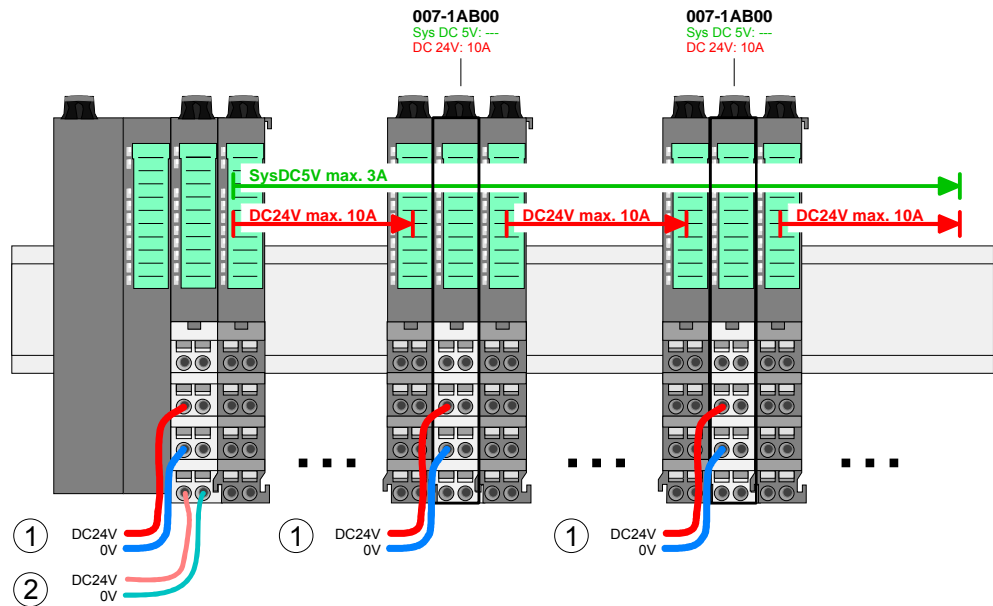 007-1AB00
Sys DC 5V: ---
DC 24V: 10A
007-1AB00
Sys DC 5V: ---
DC 24V: 10A
SysDC5V max. 3A
DC24V max. 10A
DC24V max. 10A
DC24V max. 10A
1
DC24V
0V
1
DC24V
0V
1
DC24V
0V
2
DC24V
0V